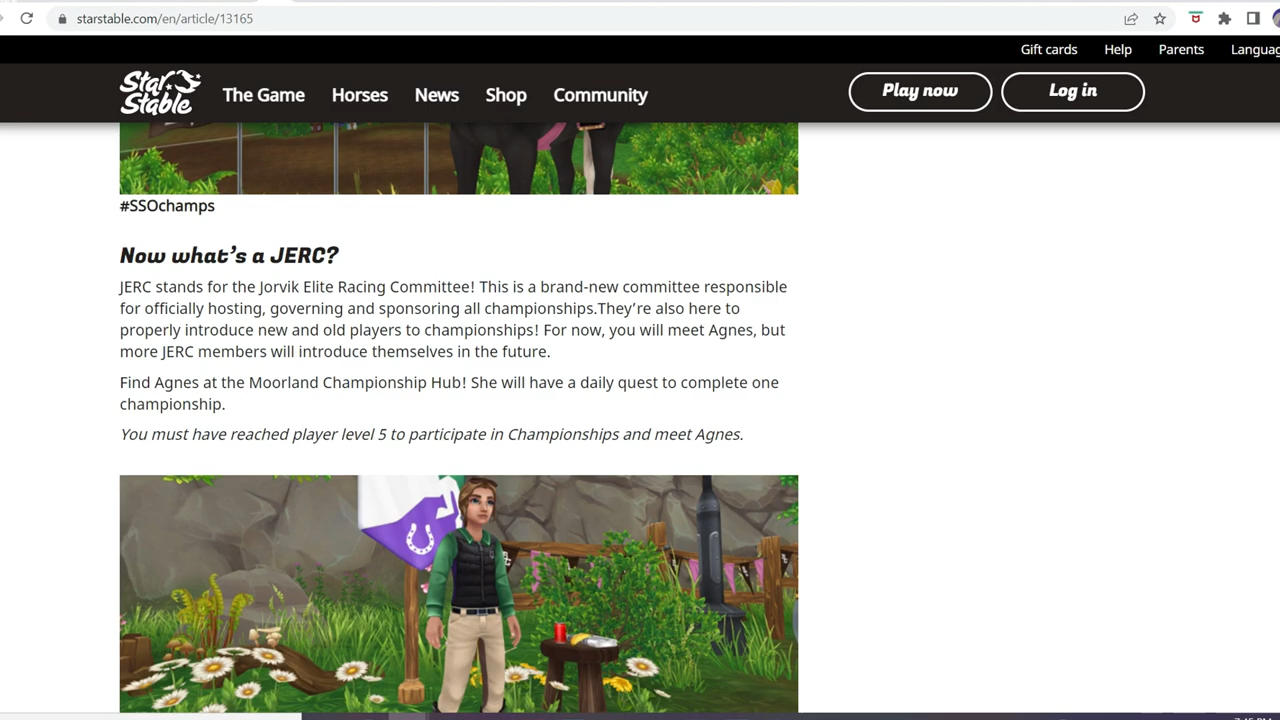 starstable.com/en/article/13165
Gift cards Help Parents
Star Stable The Game Horses News Shop Community Play now Log in
#SSOchamps
Now what’s a JERC?
JERC stands for the Jorvik Elite Racing Committee! This is a brand-new committee responsible
for officially hosting, governing and sponsoring all championships.They’re also here to
properly introduce new and old players to championships! For now, you will meet Agnes, but
more JERC members will introduce themselves in the future.
Find Agnes at the Moorland Championship Hub! She will have a daily quest to complete one
championship.
You must have reached player level 5 to participate in Championships and meet Agnes.